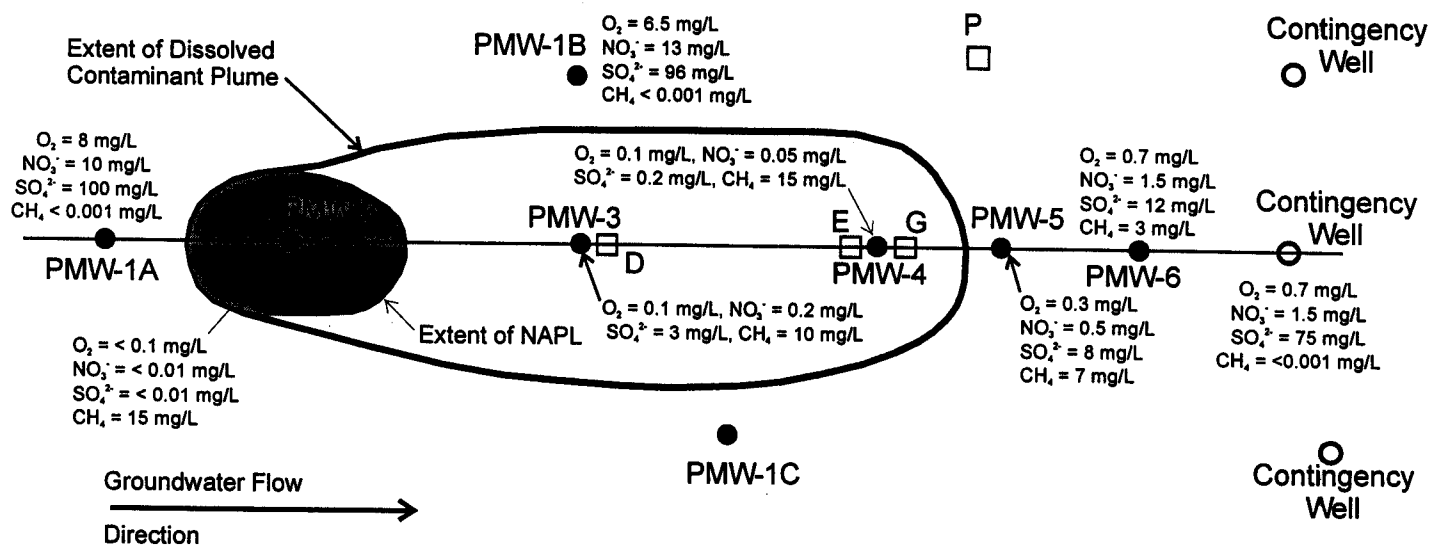 Extent of Dissolved
Contaminant Plume
PMW-1B
O₂ = 6.5 mg/L
NO₃⁻ = 13 mg/L
SO₄²⁻ = 96 mg/L
CH₄ < 0.001 mg/L
P
Contingency
Well
O₂ = 8 mg/L
NO₃⁻ = 10 mg/L
SO₄²⁻ = 100 mg/L
CH₄ < 0.001 mg/L
PMW-1A
O₂ = 0.1 mg/L, NO₃⁻ = 0.05 mg/L
SO₄²⁻ = 0.2 mg/L, CH₄ = 15 mg/L
O₂ = 0.7 mg/L
NO₃⁻ = 1.5 mg/L
SO₄²⁻ = 12 mg/L
CH₄ = 3 mg/L
PMW-3
D
E
G
PMW-4
PMW-5
PMW-6
Contingency
Well
O₂ = < 0.1 mg/L
NO₃⁻ = < 0.01 mg/L
SO₄²⁻ = < 0.01 mg/L
CH₄ = 15 mg/L
Extent of NAPL
O₂ = 0.1 mg/L, NO₃⁻ = 0.2 mg/L
SO₄²⁻ = 3 mg/L, CH₄ = 10 mg/L
O₂ = 0.3 mg/L
NO₃⁻ = 0.5 mg/L
SO₄²⁻ = 8 mg/L
CH₄ = 7 mg/L
O₂ = 0.7 mg/L
NO₃⁻ = 1.5 mg/L
SO₄²⁻ = 75 mg/L
CH₄ = <0.001 mg/L
PMW-1C
Groundwater Flow
Direction
Contingency
Well